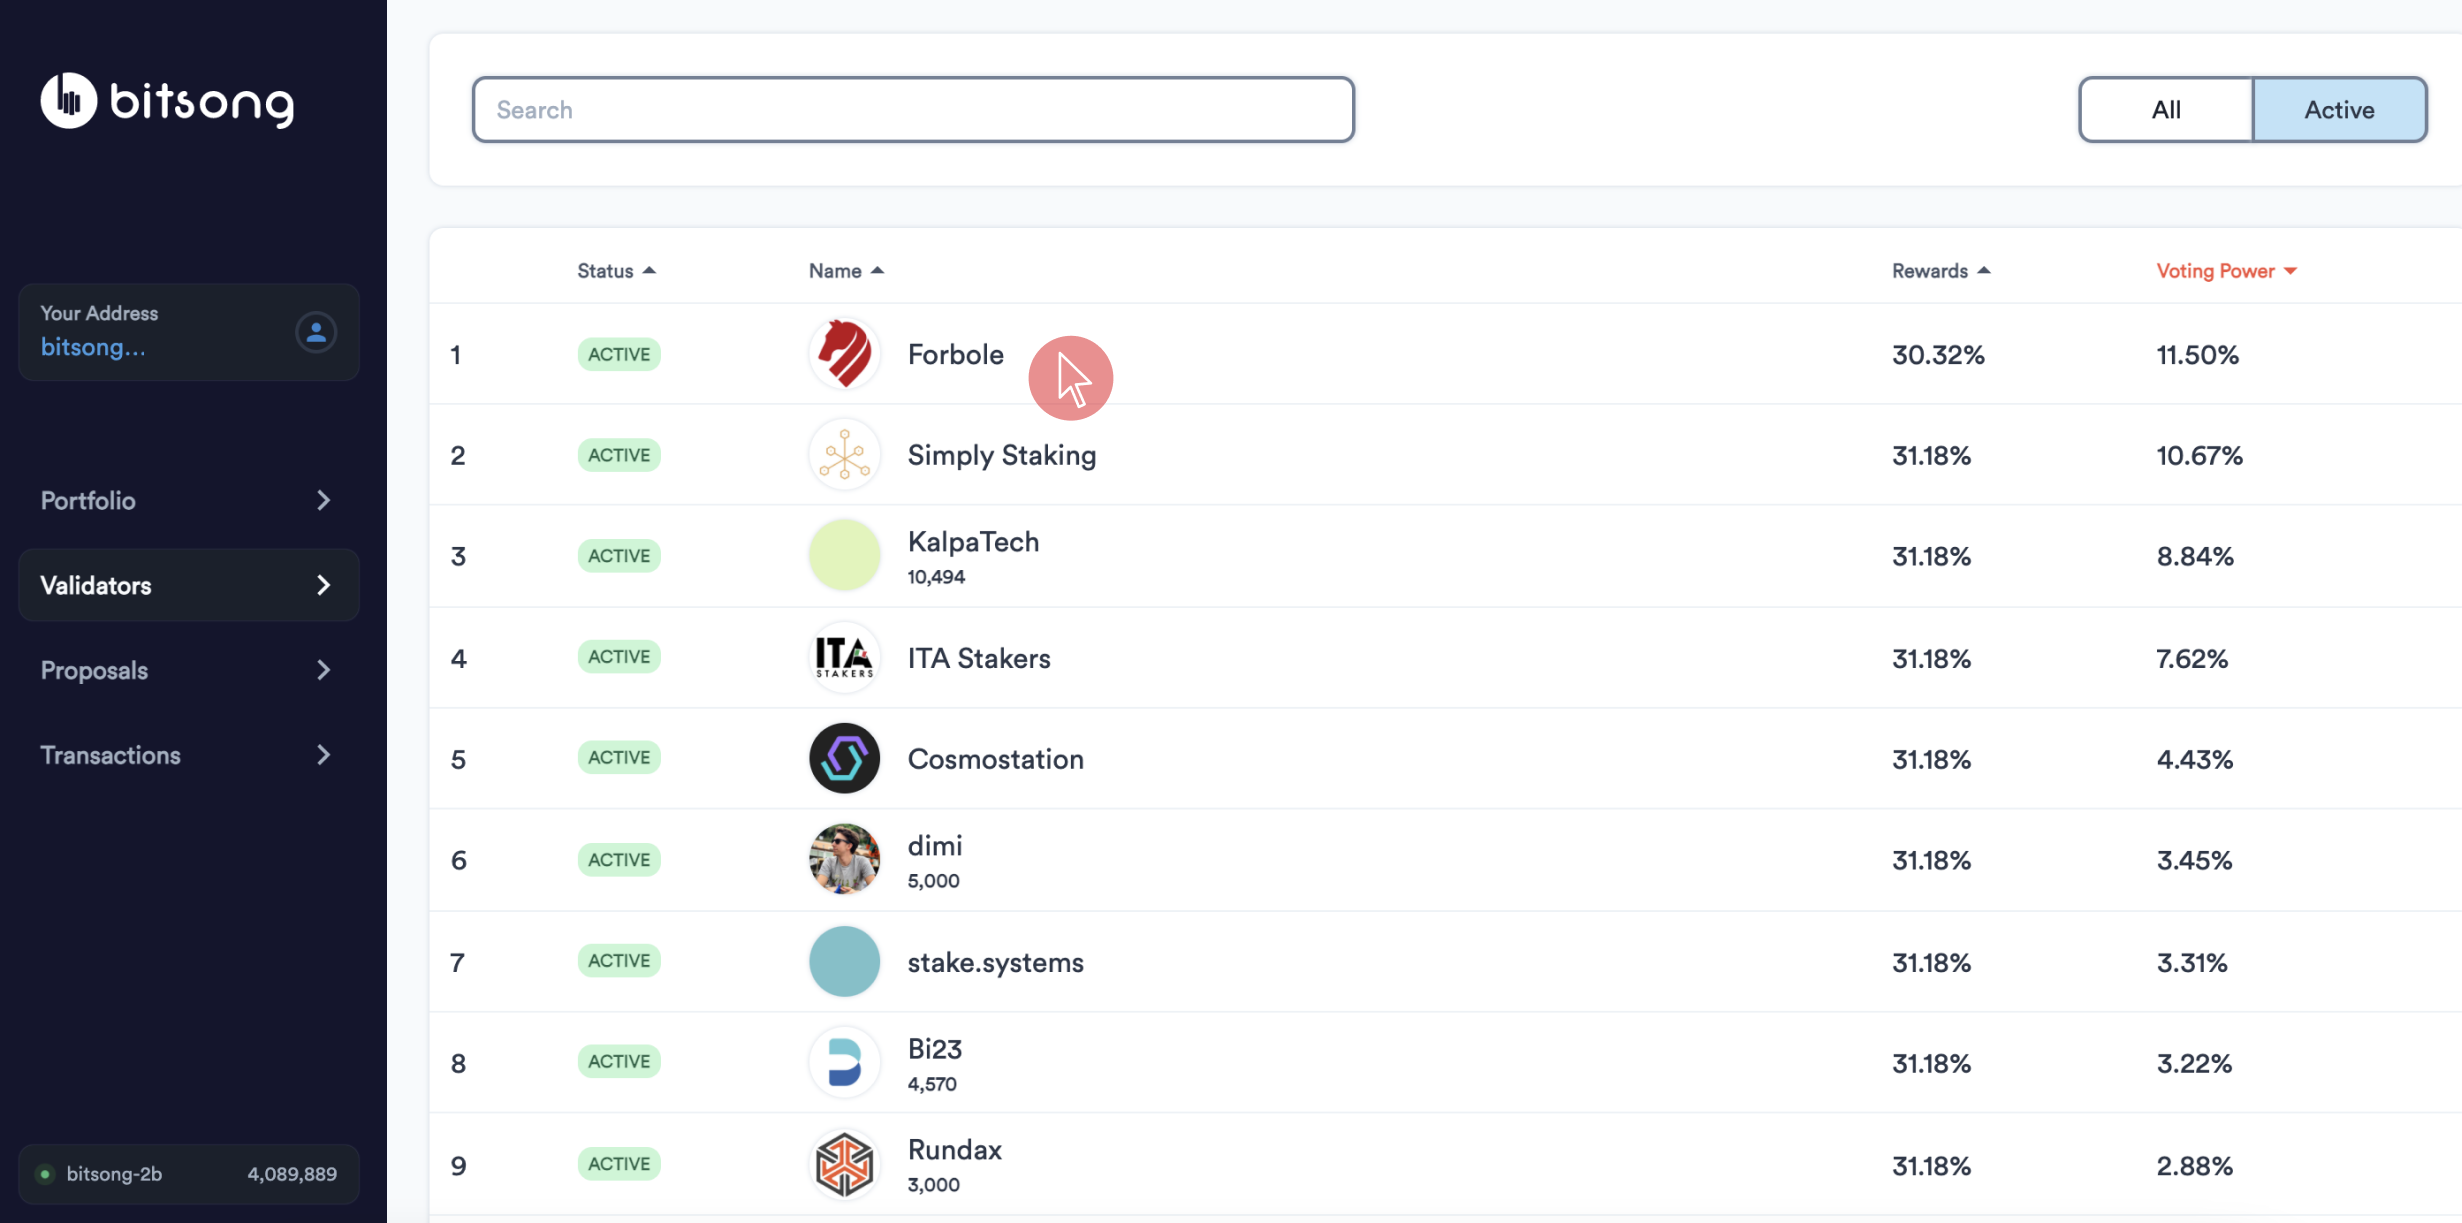 bitsong
Search
All
Active
Your Address
bitsong...
Portfolio
Validators
Proposals
Transactions
bitsong-2b 4,089,889
Status Name Rewards Voting Power
1 ACTIVE Forbole 30.32% 11.50%
2 ACTIVE Simply Staking 31.18% 10.67%
3 ACTIVE KalpaTech 31.18% 8.84%
10,494
4 ACTIVE ITA STAKERS ITA Stakers 31.18% 7.62%
5 ACTIVE Cosmostation 31.18% 4.43%
6 ACTIVE dimi 31.18% 3.45%
5,000
7 ACTIVE stake.systems 31.18% 3.31%
8 ACTIVE Bi23 31.18% 3.22%
4,570
9 ACTIVE Rundax 31.18% 2.88%
3,000